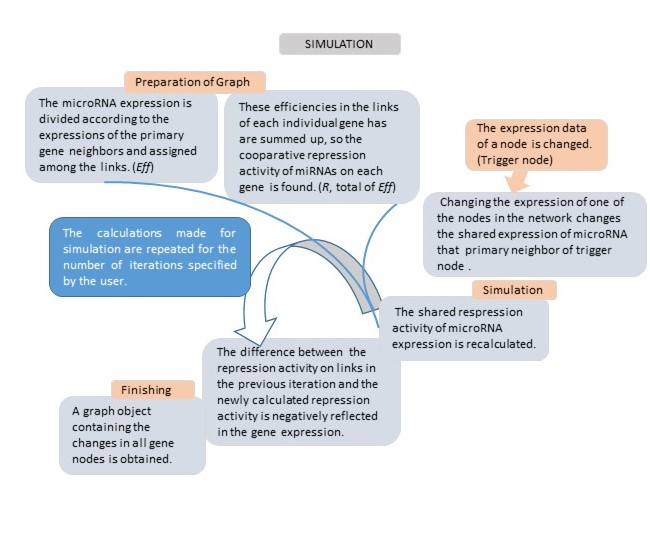 SIMULATION
Preparation of Graph
The microRNA expression is
divided according to the
expressions of the primary
gene neighbors and assigned
among the links. (Eff)
These efficiencies in the links
of each individual gene has
are summed up, so the
cooparative repression
activity of miRNAs on each
gene is found. (R, total of Eff)
The expression data
of a node is changed.
(Trigger node)
Changing the expression of one of
the nodes in the network changes
the shared expression of microRNA
that primary neighbor of trigger
node .
The calculations made for
simulation are repeated for the
number of iterations specified
by the user.
Simulation
The shared respression
activity of microRNA
expression is recalculated.
The difference between the
repression activity on links in
the previous iteration and the
newly calculated repression
activity is negatively reflected
in the gene expression.
Finishing
A graph object
containing the
changes in all gene
nodes is obtained.